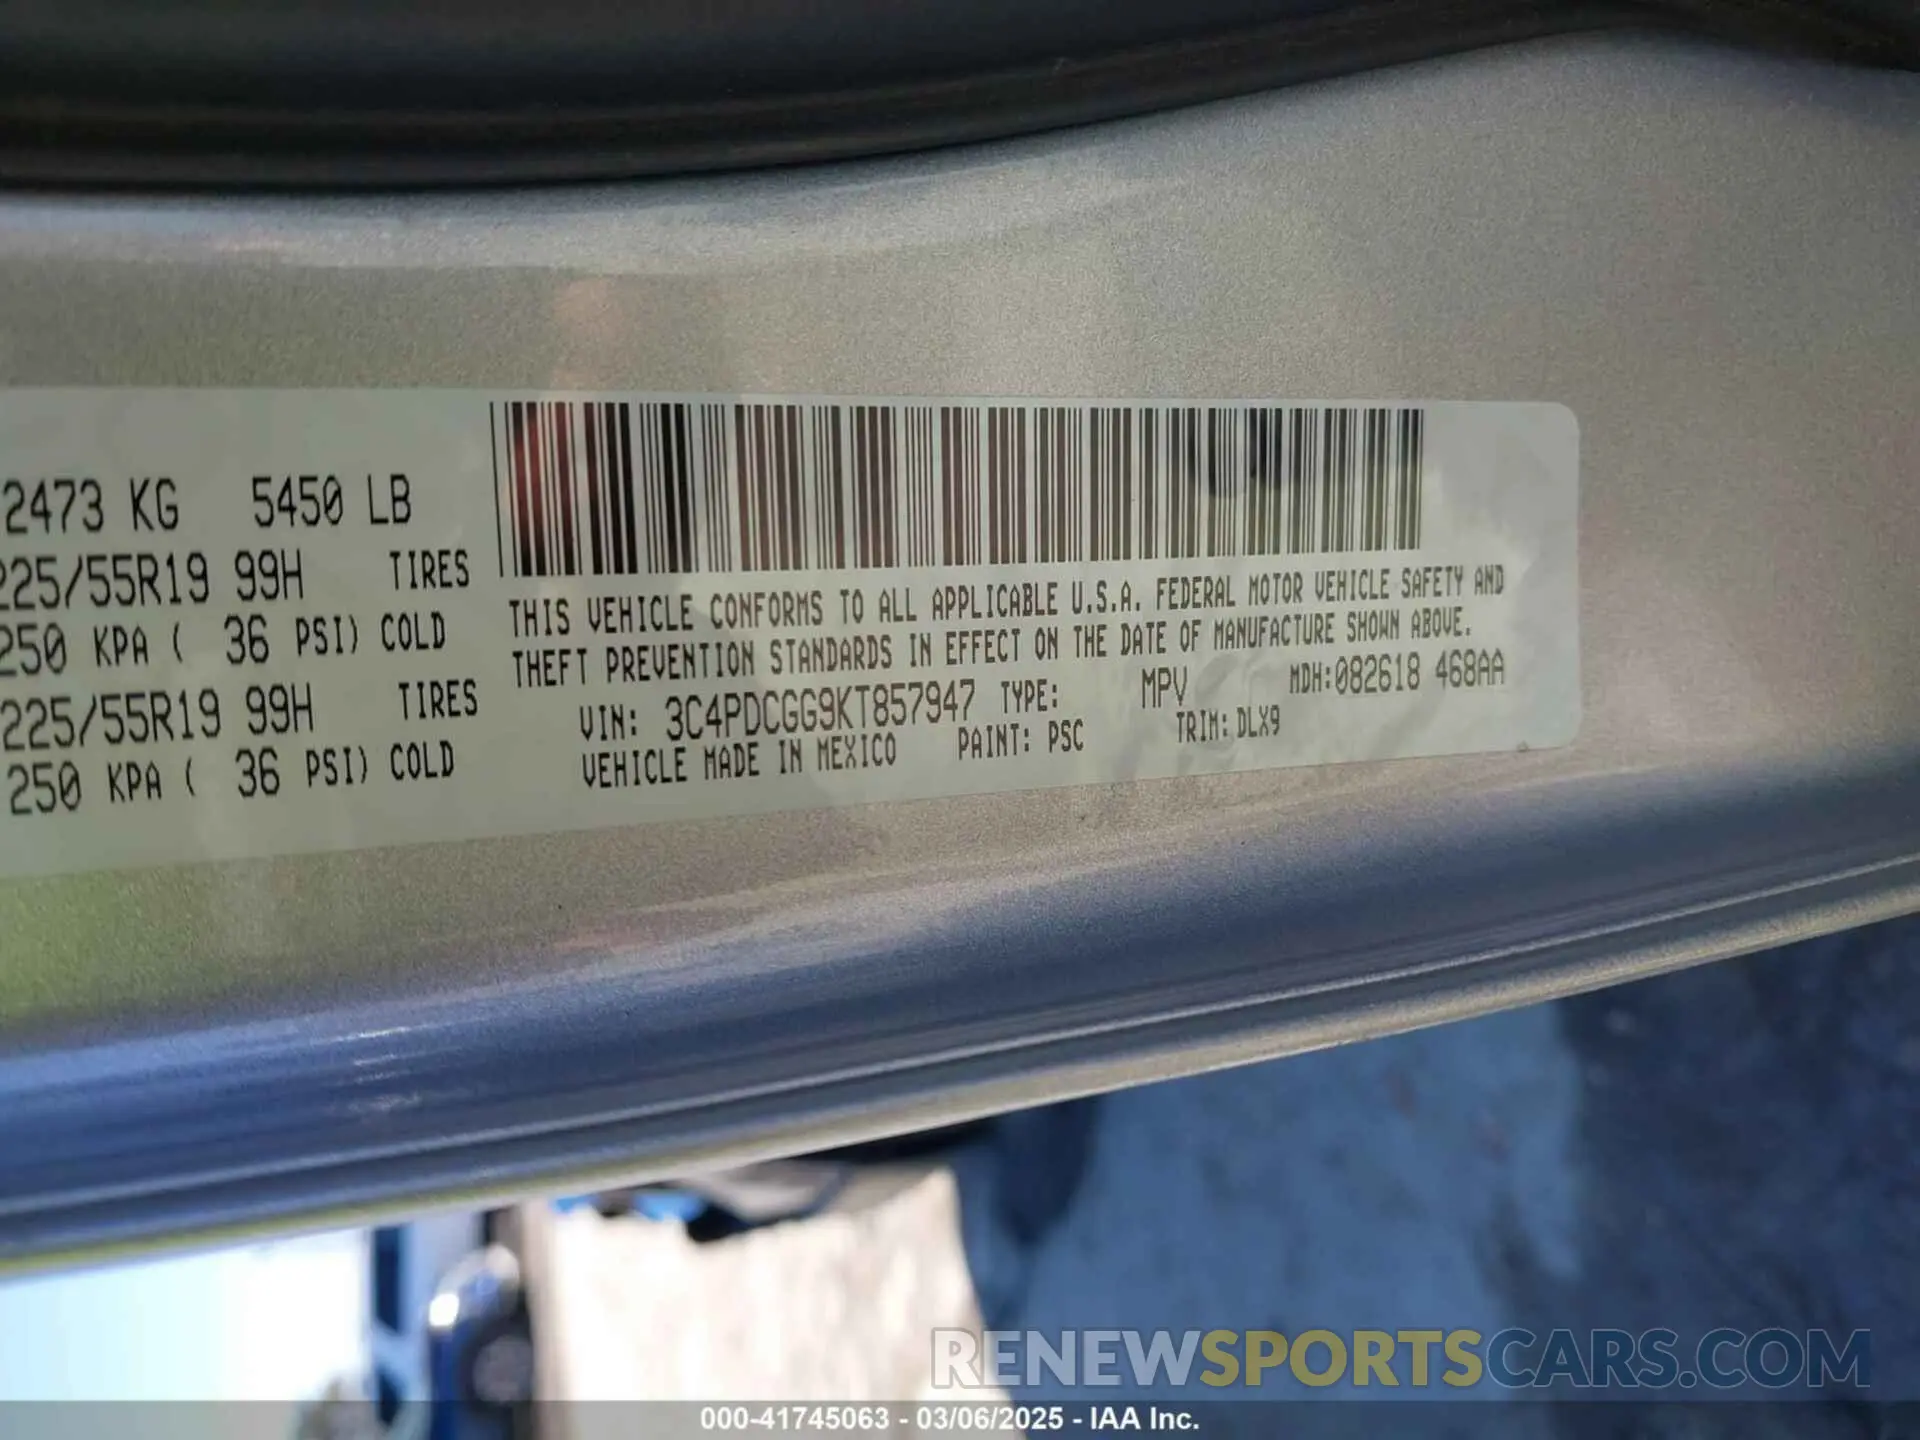 2473 KG 5450 LB
225/55R19 99H TIRES
250 KPA ( 36 PSI) COLD
225/55R19 99H TIRES
250 KPA ( 36 PSI) COLD
THIS VEHICLE CONFORMS TO ALL APPLICABLE U.S.A. FEDERAL MOTOR VEHICLE SAFETY AND
THEFT PREVENTION STANDARDS IN EFFECT ON THE DATE OF MANUFACTURE SHOWN ABOVE.
VIN: 3C4PDCGG9KT857947 TYPE: MPV MDH:082618 468AA
VEHICLE MADE IN MEXICO PAINT: PSC TRIM: DLX9
RENEWSPORTSCARS.COM
000-41745063 - 03/06/2025 - IAA Inc.